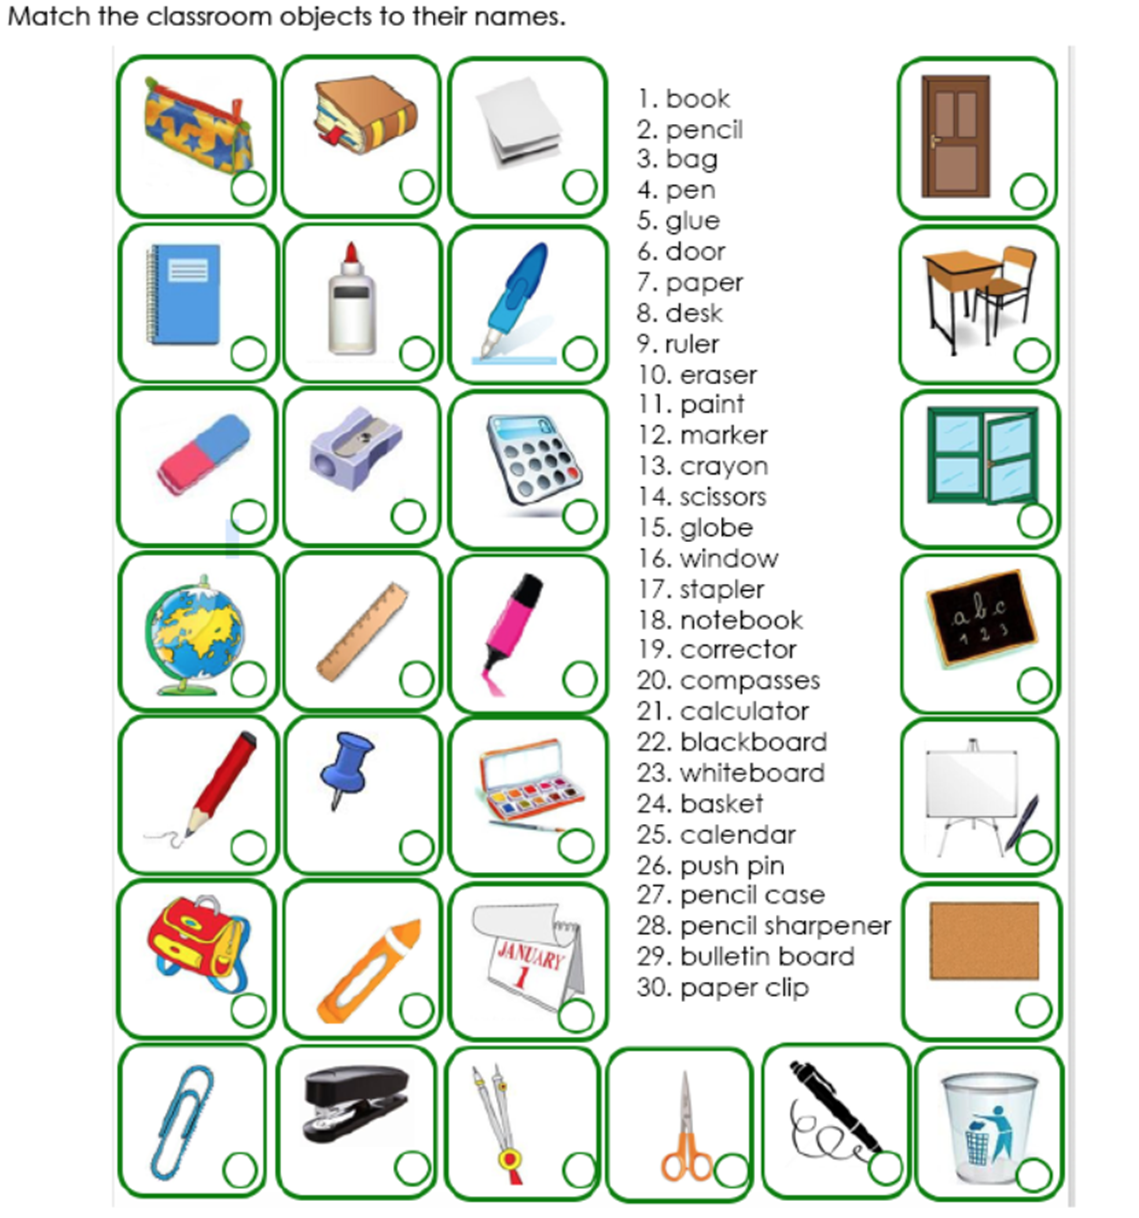 Match the classroom objects to their names.
1. book
2. pencil
3. bag
4. pen
5. glue
6. door
7. paper
8. desk
9. ruler
10. eraser
11. paint
12. marker
13. crayon
14. scissors
15. globe
16. window
17. stapler
18. notebook
19. corrector
20. compasses
21. calculator
22. blackboard
23. whiteboard
24. basket
25. calendar
26. push pin
27. pencil case
28. pencil sharpener
29. bulletin board
30. paper clip
a b c
1 2 3
JANUARY
1